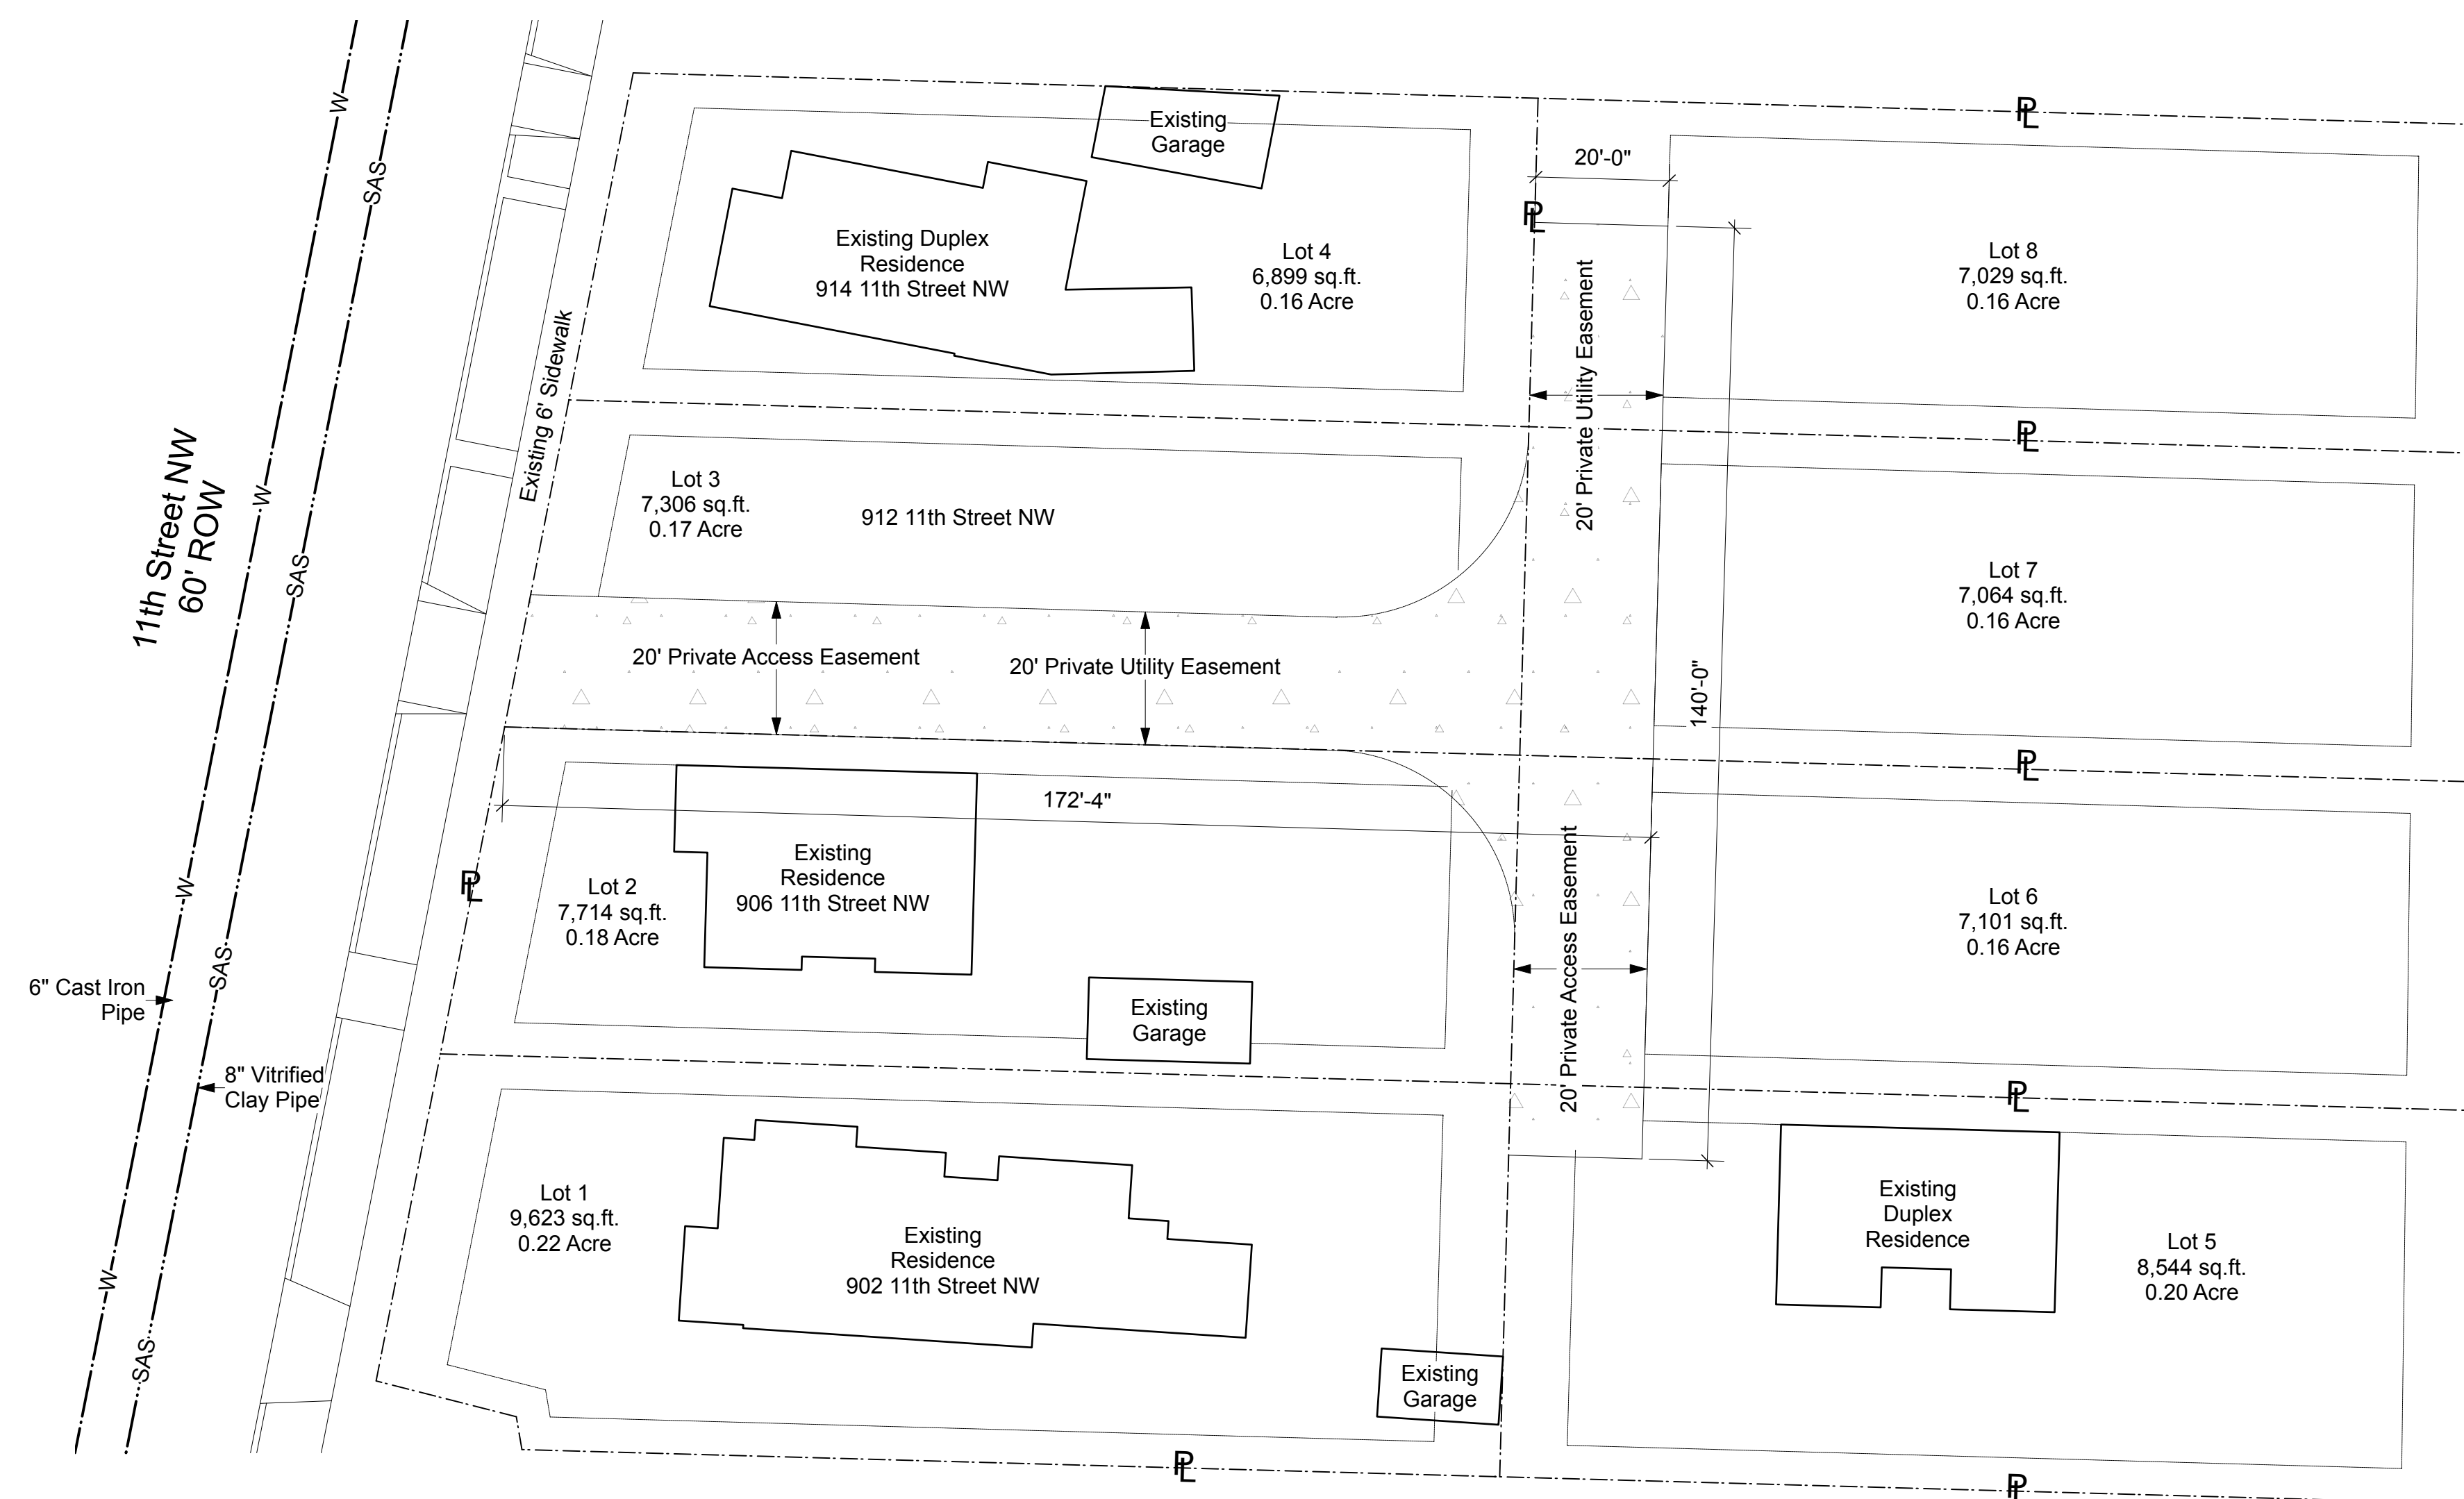 W
SAS
11th Street NW
60' ROW
W
SAS
W
SAS
W
SAS
6" Cast Iron
Pipe
8" Vitrified
Clay Pipe
Existing 6' Sidewalk
Existing
Garage
Existing Duplex
Residence
914 11th Street NW
Lot 4
6,899 sq.ft.
0.16 Acre
20'-0"
PL
PL
Lot 8
7,029 sq.ft.
0.16 Acre
20' Private Utility Easement
PL
Lot 3
7,306 sq.ft.
0.17 Acre
912 11th Street NW
Lot 7
7,064 sq.ft.
0.16 Acre
20' Private Access Easement
20' Private Utility Easement
140'-0"
PL
172'-4"
PL
Lot 2
7,714 sq.ft.
0.18 Acre
Existing
Residence
906 11th Street NW
Existing
Garage
20' Private Access Easement
Lot 6
7,101 sq.ft.
0.16 Acre
PL
Lot 1
9,623 sq.ft.
0.22 Acre
Existing
Residence
902 11th Street NW
Existing
Garage
Existing
Duplex
Residence
Lot 5
8,544 sq.ft.
0.20 Acre
PL
PL